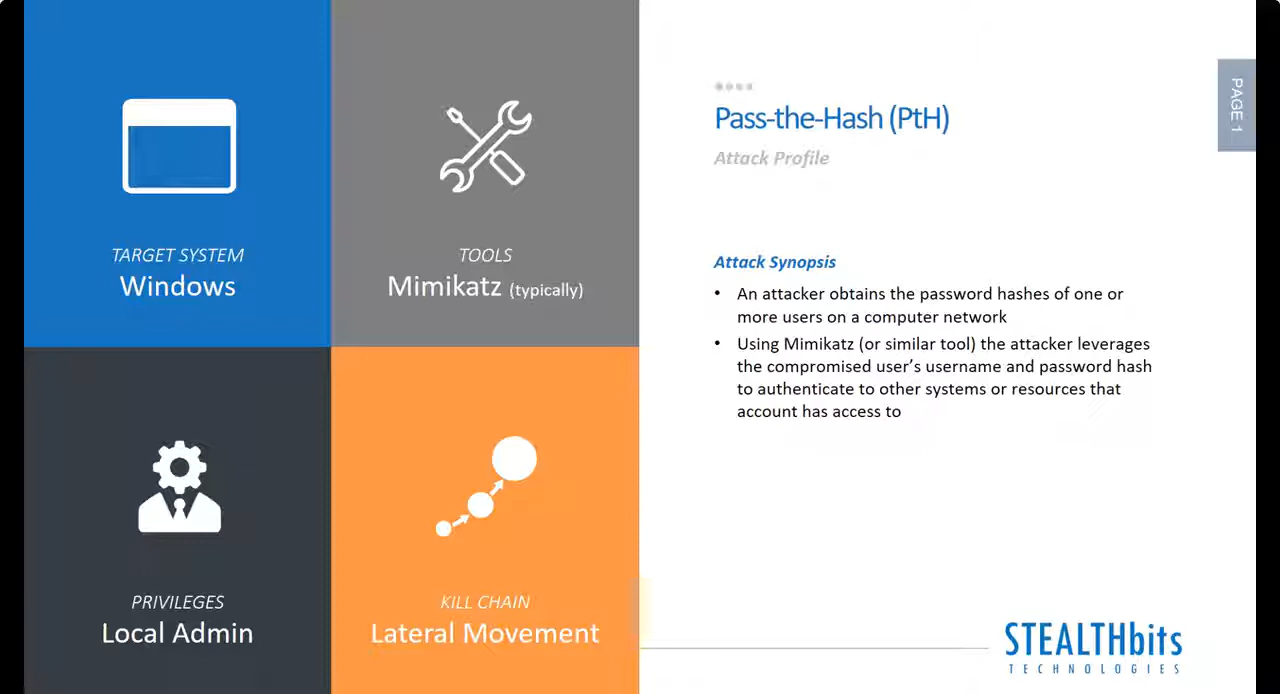 TARGET SYSTEM
Windows
TOOLS
Mimikatz (typically)
PRIVILEGES
Local Admin
KILL CHAIN
Lateral Movement
PAGE 1
Pass-the-Hash (PtH)
Attack Profile
Attack Synopsis
• An attacker obtains the password hashes of one or
more users on a computer network
• Using Mimikatz (or similar tool) the attacker leverages
the compromised user’s username and password hash
to authenticate to other systems or resources that
account has access to
STEALTHbits
TECHNOLOGIES